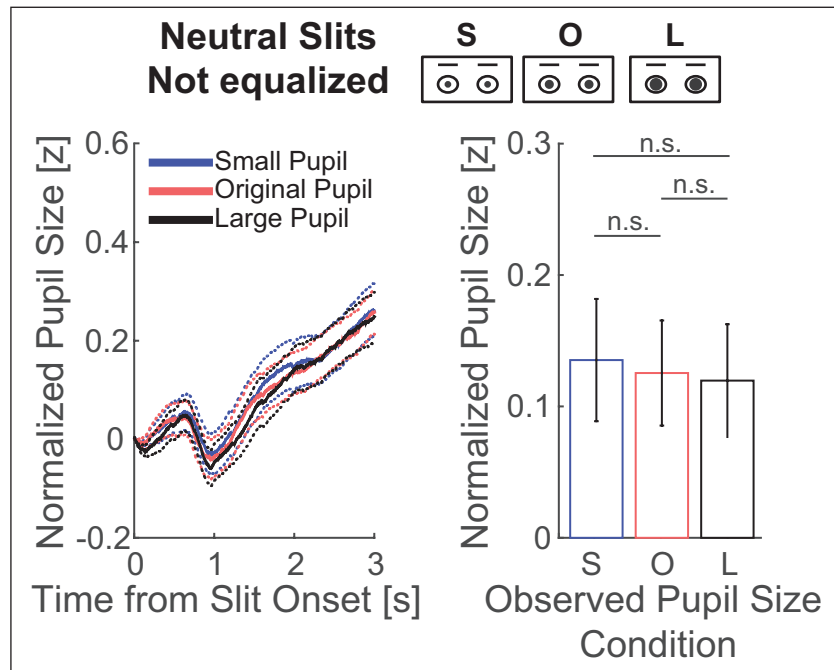 Neutral Slits
Not equalized
S O L
Normalized Pupil Size [z]
0.6
0.4
0.2
0
-0.2
Small Pupil
Original Pupil
Large Pupil
0 1 2 3
Time from Slit Onset [s]
Normalized Pupil Size [z]
0.3
0.2
0.1
0
n.s.
n.s.
n.s.
S O L
Observed Pupil Size
Condition